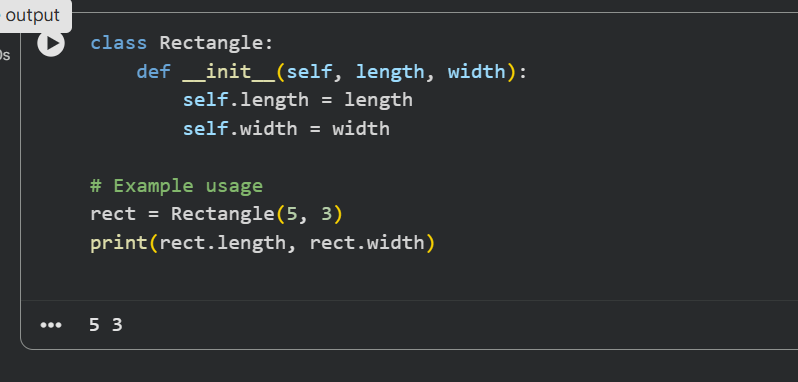 output
0s
class Rectangle:
    def __init__(self, length, width):
        self.length = length
        self.width = width
# Example usage
rect = Rectangle(5, 3)
print(rect.length, rect.width)
5 3